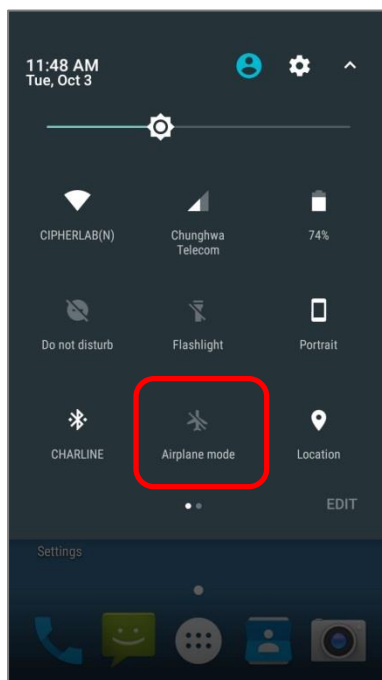 11:48 AM
Tue, Oct 3
CIPHERLAB(N)
Chunghwa
Telecom
74%
Do not disturb
Flashlight
Portrait
CHARLINE
Airplane mode
Location
EDIT
Settings